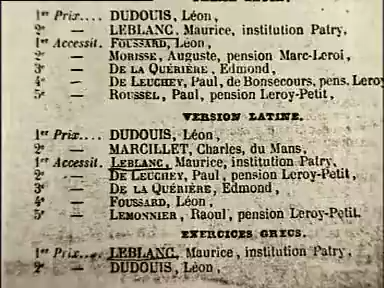 1er Prix.... DUDOUIS, Léon,
2e — LEBLANC, Maurice, institution Patry,
1er Accessit. FOUSSARD, Léon,
2e — MORISSE, Auguste, pension Marc-Leroi,
3e — DE LA QUÉRIÈRE, Edmond,
4e — DE LEUCHEY, Paul, de Bonsecours, pens. Leroy
5e — ROUSSEL, Paul, pension Leroy-Petit,
VERSION LATINE.
1er Prix.... DUDOUIS, Léon,
2e — MARCILLET, Charles, du Mans,
1er Accessit. LEBLANC, Maurice, institution Patry,
2e — DE LEUCHEY, Paul, pension Leroy-Petit,
3e — DE LA QUÉRIÈRE, Edmond,
4e — FOUSSARD, Léon,
5e — LEMONNIER, Raoul, pension Leroy-Petit.
EXERCICES GRECS.
1er Prix.... LEBLANC, Maurice, institution Patry,
2e — DUDOUIS, Léon,